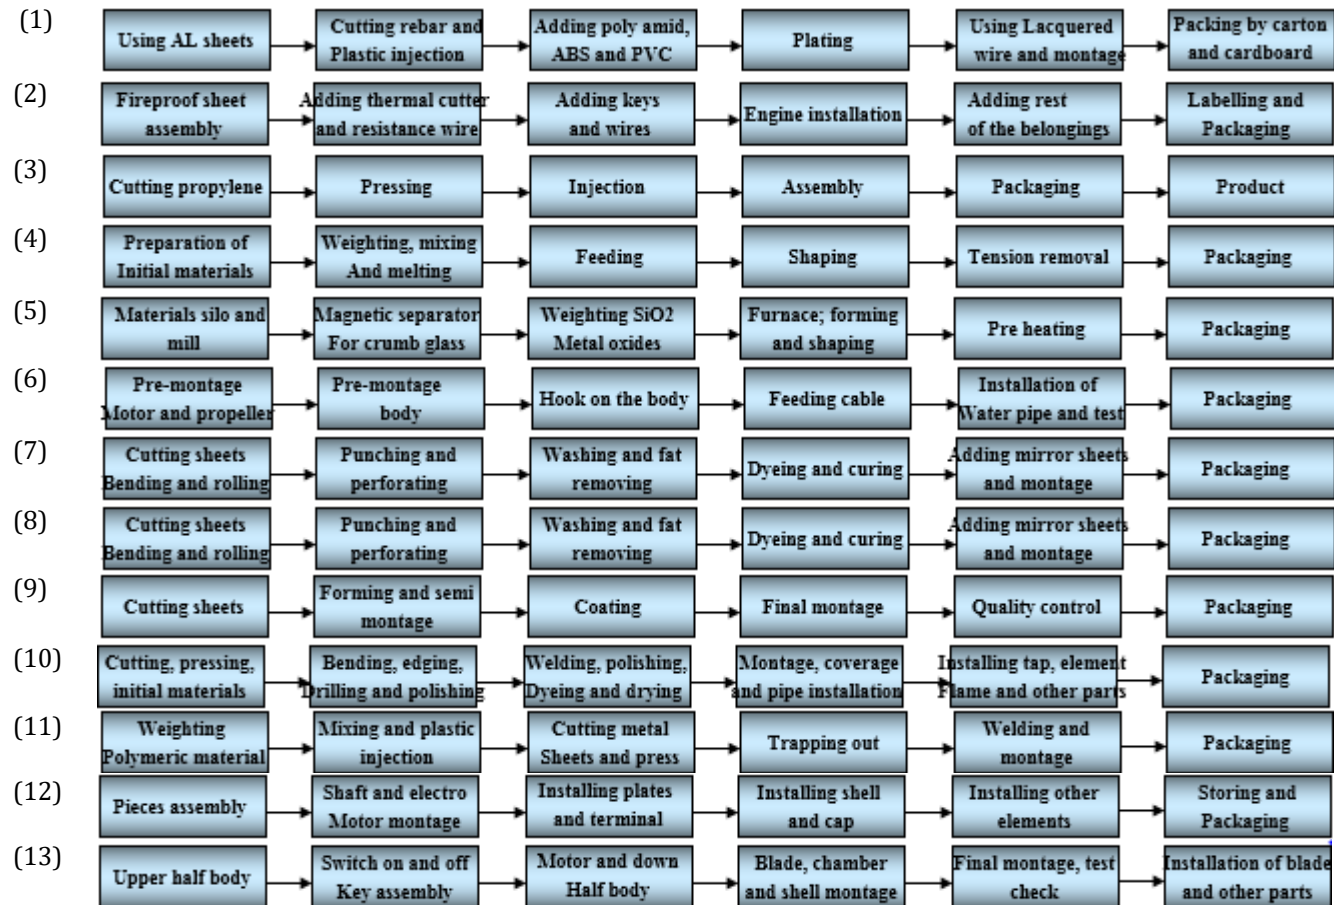 (1)
Using AL sheets
Cutting rebar and
Plastic injection
Adding poly amid,
ABS and PVC
Plating
Using Lacquered
wire and montage
Packing by carton
and cardboard
(2)
Fireproof sheet
assembly
Adding thermal cutter
and resistance wire
Adding keys
and wires
Engine installation
Adding rest
of the belongings
Labelling and
Packaging
(3)
Cutting propylene
Pressing
Injection
Assembly
Packaging
Product
(4)
Preparation of
Initial materials
Weighting, mixing
And melting
Feeding
Shaping
Tension removal
Packaging
(5)
Materials silo and
mill
Magnetic separator
For crumb glass
Weighting SiO2
Metal oxides
Furnace; forming
and shaping
Pre heating
Packaging
(6)
Pre-montage
Motor and propeller
Pre-montage
body
Hook on the body
Feeding cable
Installation of
Water pipe and test
Packaging
(7)
Cutting sheets
Bending and rolling
Punching and
perforating
Washing and fat
removing
Dyeing and curing
Adding mirror sheets
and montage
Packaging
(8)
Cutting sheets
Bending and rolling
Punching and
perforating
Washing and fat
removing
Dyeing and curing
Adding mirror sheets
and montage
Packaging
(9)
Cutting sheets
Forming and semi
montage
Coating
Final montage
Quality control
Packaging
(10)
Cutting, pressing,
initial materials
Bending, edging,
Drilling and polishing
Welding, polishing,
Dyeing and drying
Montage, coverage
and pipe installation
Installing tap, element
Flame and other parts
Packaging
(11)
Weighting
Polymeric material
Mixing and plastic
injection
Cutting metal
Sheets and press
Trapping out
Welding and
montage
Packaging
(12)
Pieces assembly
Shaft and electro
Motor montage
Installing plates
and terminal
Installing shell
and cap
Installing other
elements
Storing and
Packaging
(13)
Upper half body
Switch on and off
Key assembly
Motor and down
Half body
Blade, chamber
and shell montage
Final montage, test
check
Installation of blade
and other parts